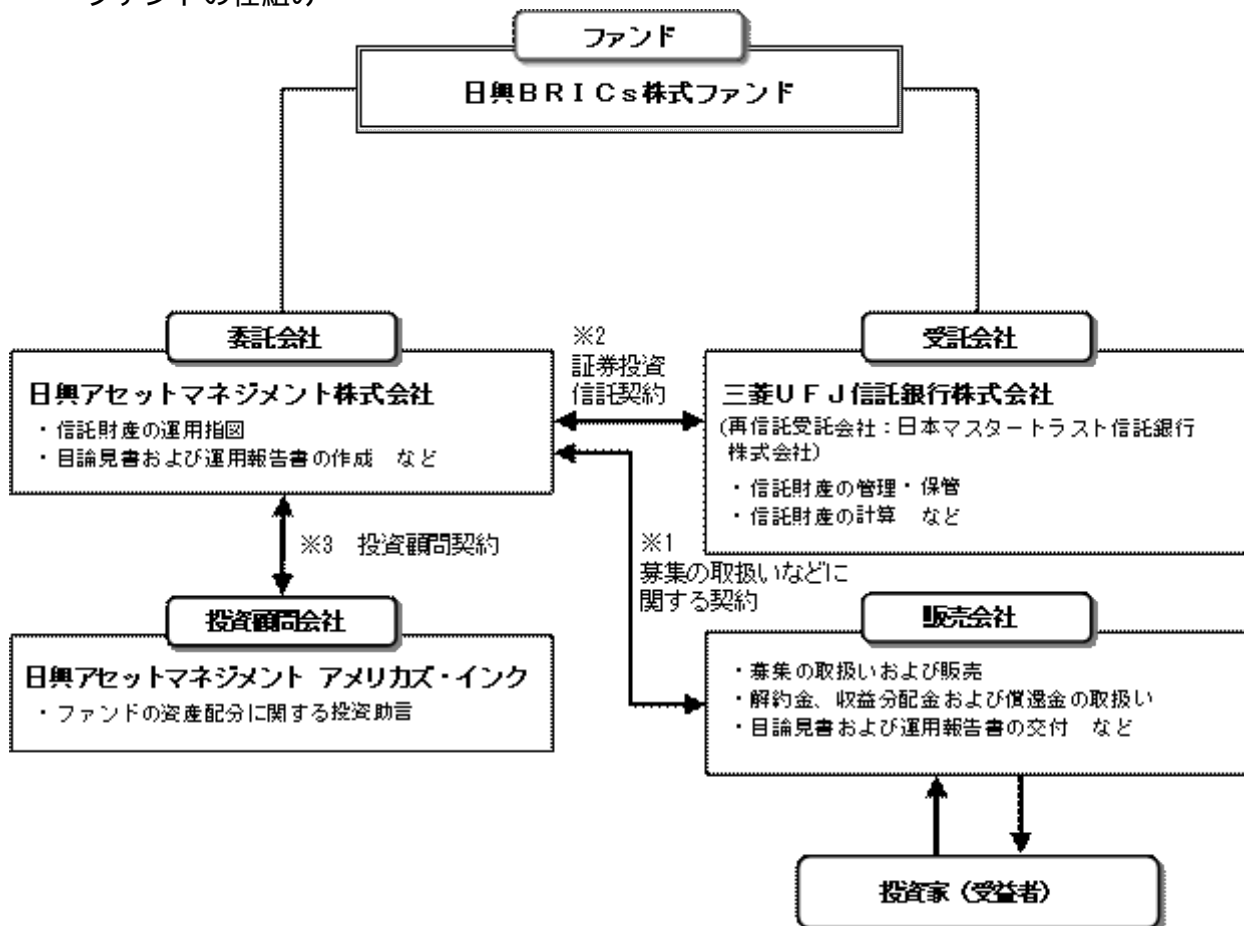 ファンドの仕組み
ファンド
日興BRICs株式ファンド
委託会社
日興アセットマネジメント株式会社
・信託財産の運用指図
・目論見書および運用報告書の作成 など
※2
証券投資
信託契約
受託会社
三菱UFJ信託銀行株式会社
(再信託受託会社:日本マスタートラスト信託銀行
株式会社)
・信託財産の管理・保管
・信託財産の計算 など
※3 投資顧問契約
※1
募集の取扱いなどに
関する契約
投資顧問会社
日興アセットマネジメント アメリカズ・インク
・ファンドの資産配分に関する投資助言
販売会社
・募集の取扱いおよび販売
・解約金、収益分配金および償還金の取扱い
・目論見書および運用報告書の交付 など
投資家(受益者)